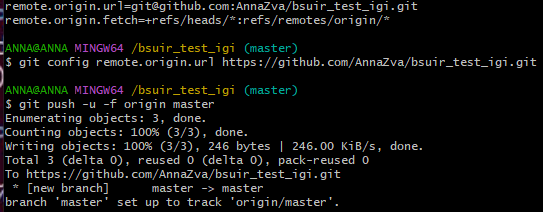 remote.origin.url=git@github.com:AnnaZva/bsuir_test_igi.git
remote.origin.fetch=+refs/heads/*:refs/remotes/origin/*
ANNA@ANNA MINGW64 /bsuir_test_igi (master)
$ git config remote.origin.url https://github.com/AnnaZva/bsuir_test_igi.git
ANNA@ANNA MINGW64 /bsuir_test_igi (master)
$ git push -u -f origin master
Enumerating objects: 3, done.
Counting objects: 100% (3/3), done.
Writing objects: 100% (3/3), 246 bytes | 246.00 KiB/s, done.
Total 3 (delta 0), reused 0 (delta 0), pack-reused 0
To https://github.com/AnnaZva/bsuir_test_igi.git
 * [new branch]      master -> master
branch 'master' set up to track 'origin/master'.